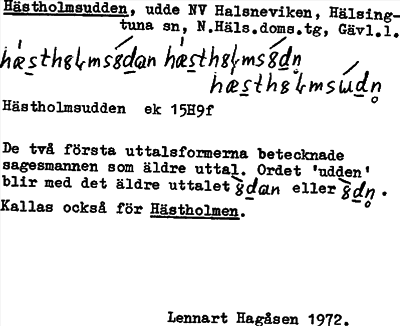 Hästholmsudden, udde NV Halsneviken, Hälsing-
tuna sn, N.Häls.doms.tg, Gävl.l.
Hästholmsudden ek 15H9f
De två första uttalsformerna betecknade
sagesmannen som äldre uttal. Ordet 'udden'
blir med det äldre uttalet eller .
Kallas också för Hästholmen.
Lennart Hagåsen 1972.